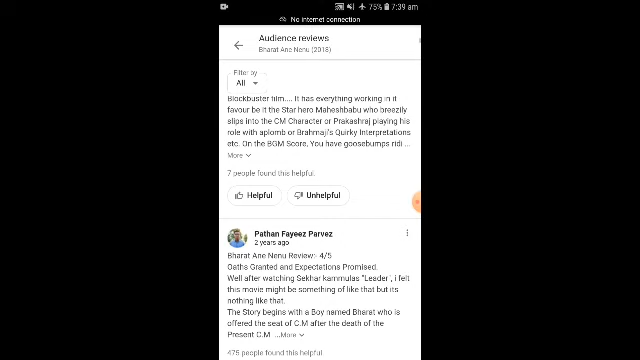 75% 7:39 am
No internet connection
Audience reviews
Bharat Ane Nenu (2018)
Filter by
All
Blockbuster film.... It has everything working in it
favour be it the Star hero Maheshbabu who breezily
slips into the CM Character or Prakashraj playing his
role with aplomb or Brahmaji's Quirky Interpretations
etc. On the BGM Score, You have goosebumps ridi ...
More
7 people found this helpful.
Helpful Unhelpful
Pathan Fayeez Parvez
2 years ago
Bharat Ane Nenu Review:- 4/5
Oaths Granted and Expectations Promised.
Well after watching Sekhar kammulas "Leader", i felt
this movie might be something of like that but its
nothing like that.
The Story begins with a Boy named Bharat who is
offered the seat of C.M after the death of the
Present C.M ...More
475 people found this helpful.